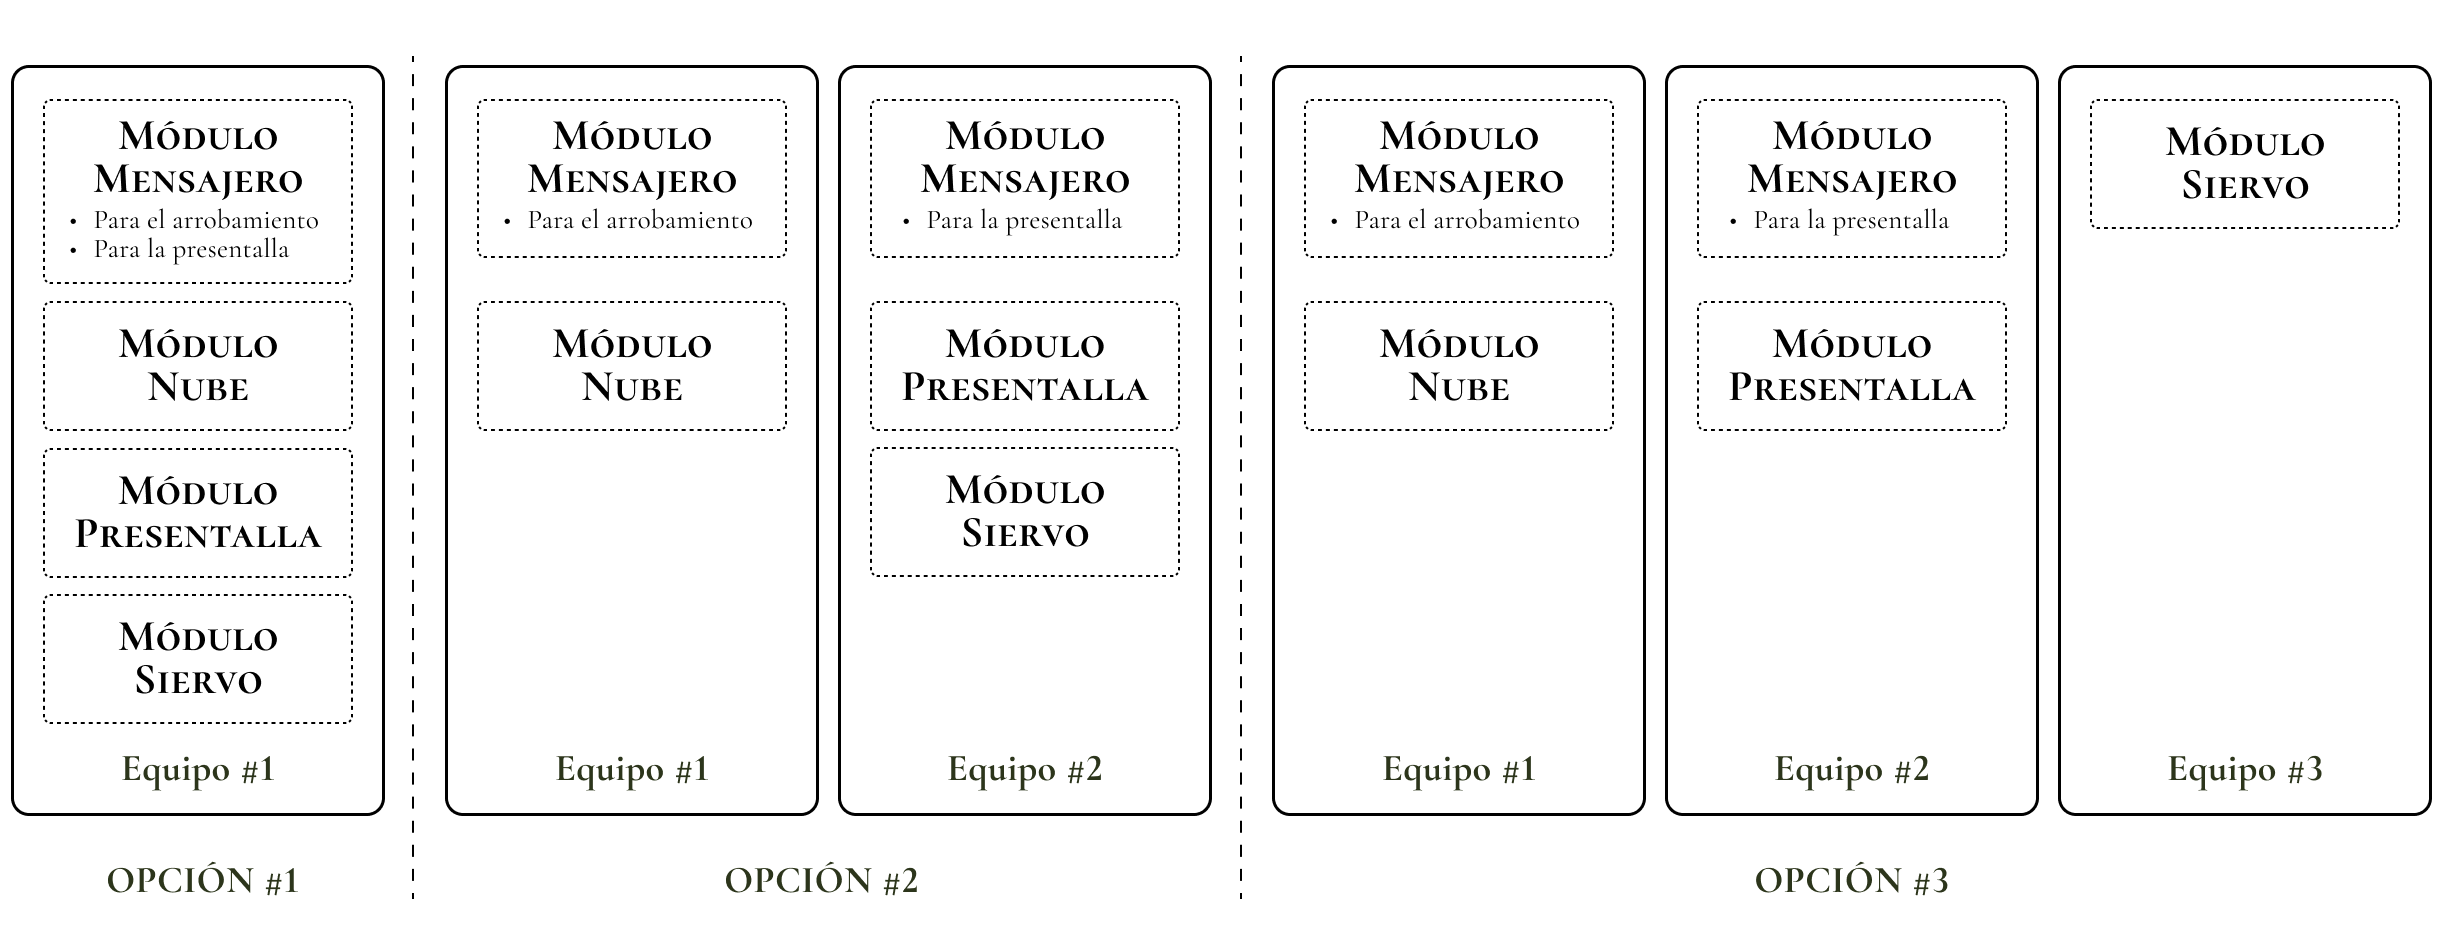 MÓDULO
MENSAJERO
• Para el arrobamiento
• Para la presentalla
MÓDULO
NUBE
MÓDULO
PRESENTALLA
MÓDULO
SIERVO
Equipo #1
OPCIÓN #1
MÓDULO
MENSAJERO
• Para el arrobamiento
MÓDULO
NUBE
Equipo #1
MÓDULO
MENSAJERO
• Para la presentalla
MÓDULO
PRESENTALLA
MÓDULO
SIERVO
Equipo #2
OPCIÓN #2
MÓDULO
MENSAJERO
• Para el arrobamiento
MÓDULO
NUBE
Equipo #1
MÓDULO
MENSAJERO
• Para la presentalla
MÓDULO
PRESENTALLA
Equipo #2
MÓDULO
SIERVO
Equipo #3
OPCIÓN #3